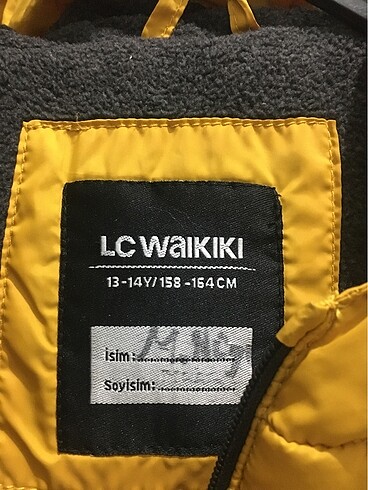 LC WAIKIKI
13-14Y/158-164CM
İsim:
Soyisim: